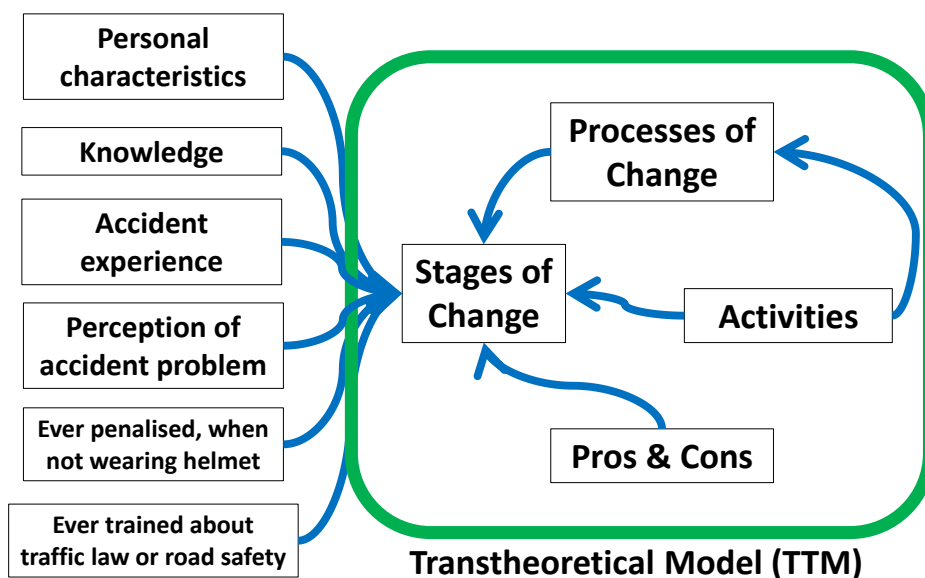 Personal
characteristics
Knowledge
Accident
experience
Perception of
accident problem
Ever penalised, when
not wearing helmet
Ever trained about
traffic law or road safety
Processes of
Change
Stages of
Change
Activities
Pros & Cons
Transtheoretical Model (TTM)